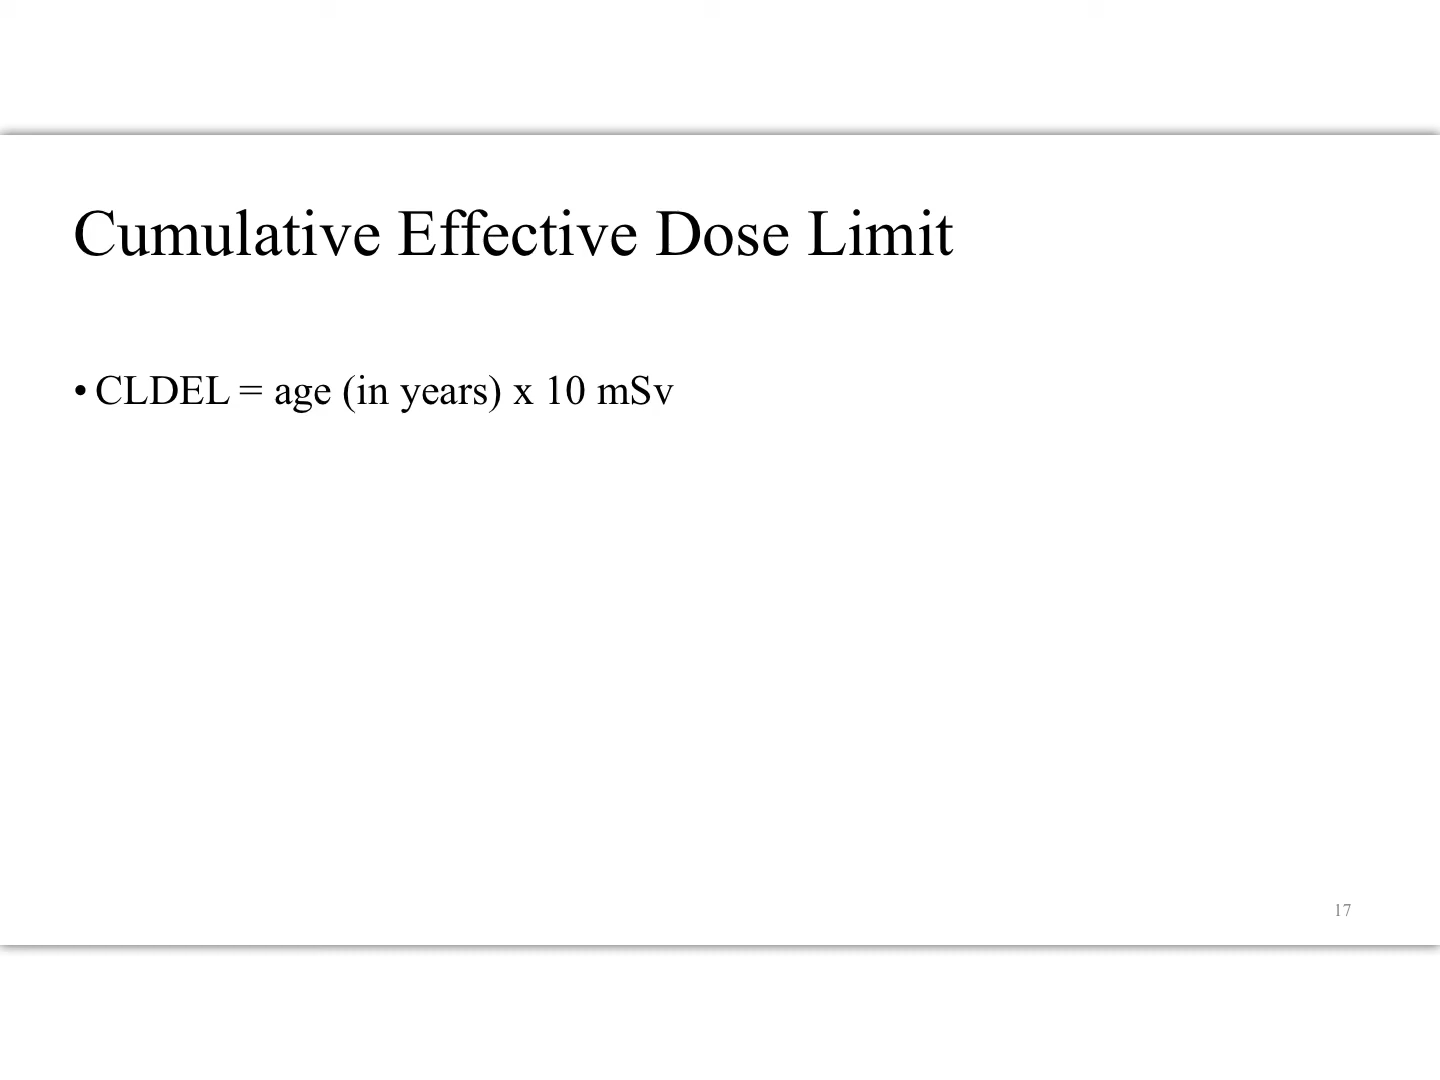 Cumulative Effective Dose Limit
• CLDEL = age (in years) x 10 mSv
17